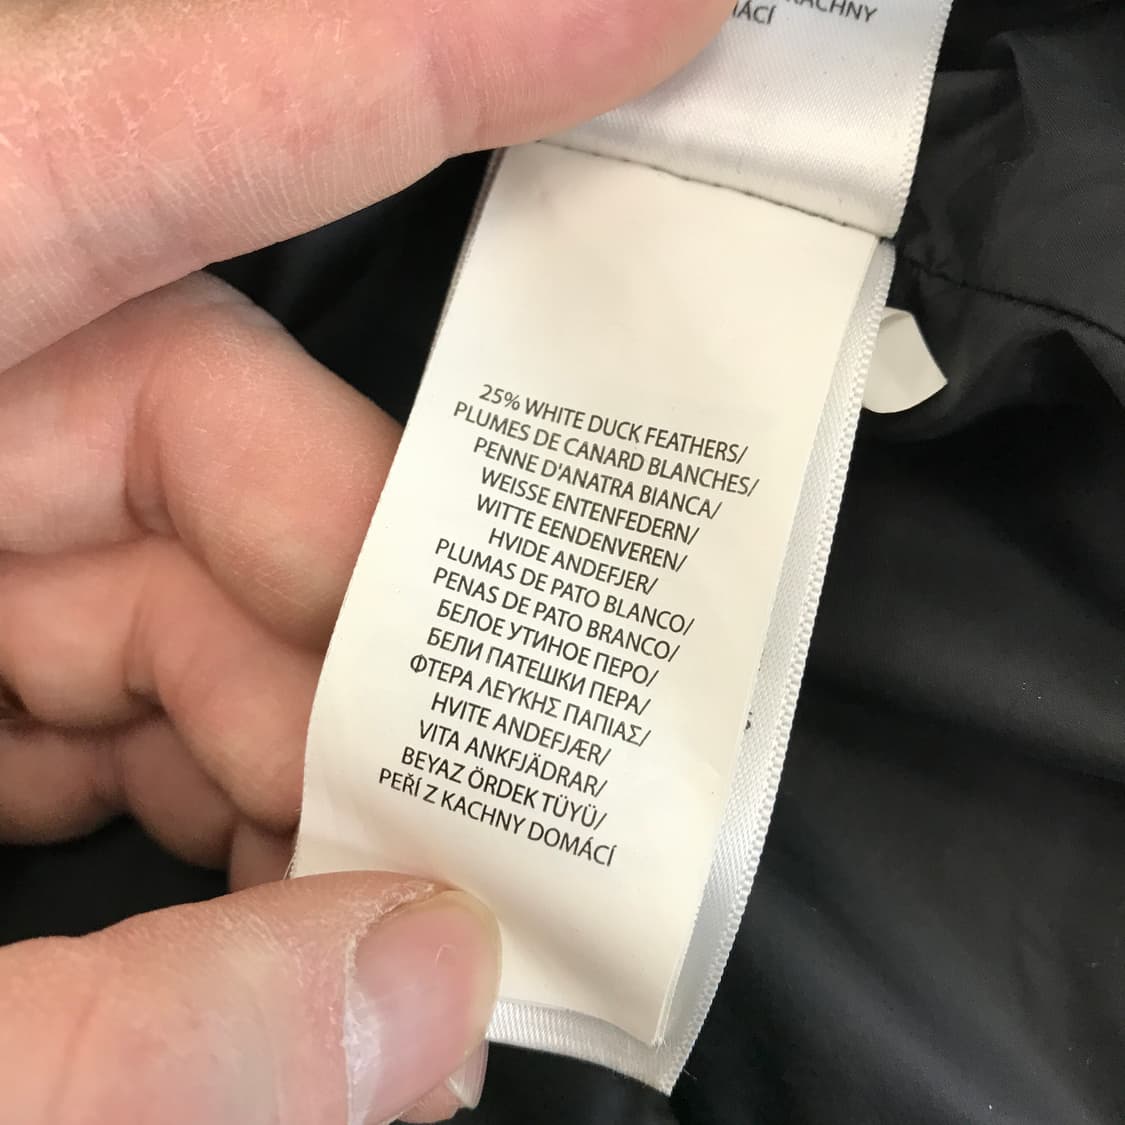 KACHNY
25% WHITE DUCK FEATHERS/
PLUMES DE CANARD BLANCHES/
PENNE D'ANATRA BIANCA/
WEISSE ENTENFEDERN/
WITTE EENDENVEREN/
HVIDE ANDEFJER/
PLUMAS DE PATO BLANCO/
PENAS DE PATO BRANCO/
БЕЛОЕ УТИНОЕ ПЕРО/
БЕЛИ ПАТЕШКИ ПЕРА/
ΦΤΕΡΑ ΛΕΥΚΗΣ ΠΑΠΙΑΣ/
HVITE ANDEFJÆR/
VITA ANKFJÄDRAR/
BEYAZ ÖRDEK TÜYÜ/
PEŘÍ Z KACHNY DOMÁCÍ